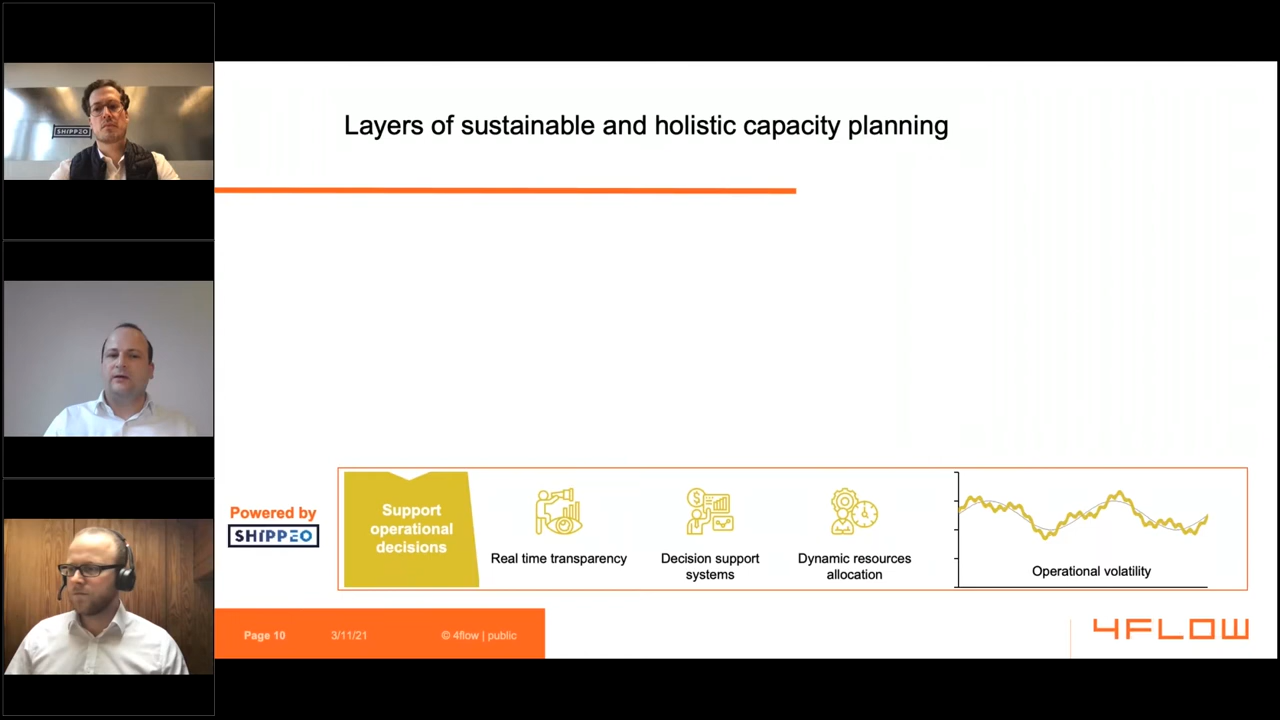 SHIPPEO
Layers of sustainable and holistic capacity planning
Powered by
SHIPPEO
Support
operational
decisions
Real time transparency
Decision support
systems
Dynamic resources
allocation
Operational volatility
Page 10
3/11/21
© 4flow | public
4FLOW